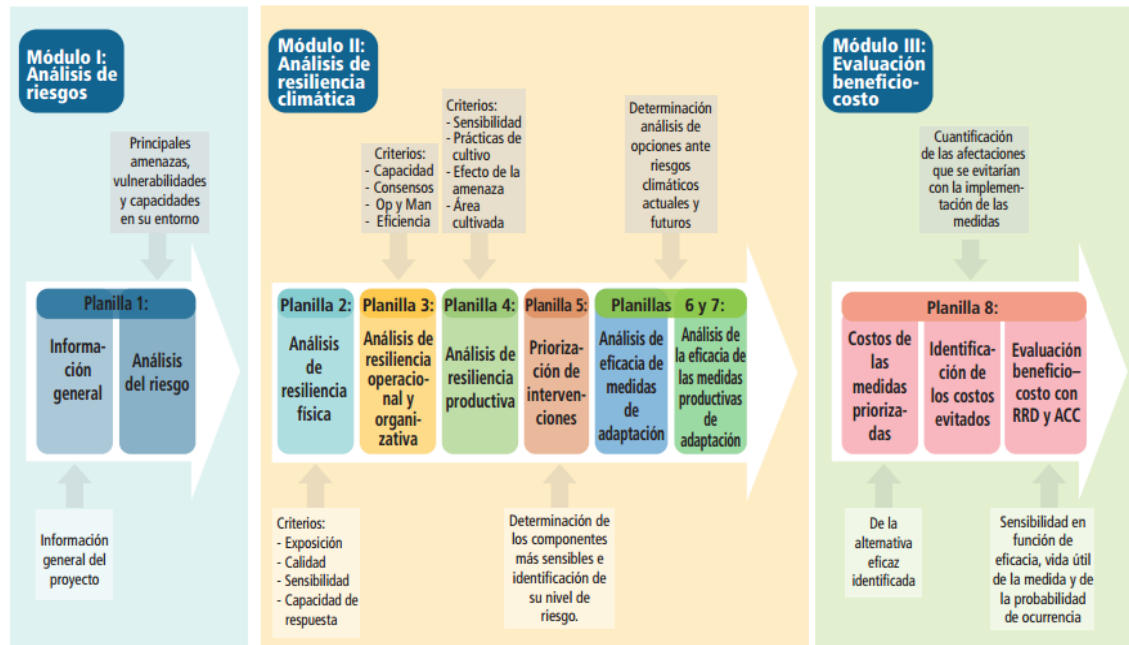 Módulo I:
Análisis de
riesgos
Principales
amenazas,
vulnerabilidades
y capacidades
en su entorno
Planilla 1:
Información
general
Análisis
del riesgo
Información
general del
proyecto
Módulo II:
Análisis de
resiliencia
climática
Criterios:
- Capacidad
- Consensos
- Op y Man
- Eficiencia
Criterios:
- Sensibilidad
- Prácticas de
cultivo
- Efecto de la
amenaza
- Área
cultivada
Determinación
análisis de
opciones ante
riesgos
climáticos
actuales y
futuros
Planilla 2:
Análisis
de
resiliencia
física
Planilla 3:
Análisis de
resiliencia
operacio-
nal y
organi-
zativa
Planilla 4:
Análisis de
resiliencia
productiva
Planilla 5:
Priorización
de
interven-
ciones
Planillas 6 y 7:
Análisis de
eficacia de
medidas
de
adaptación
Análisis de
la eficacia de
las medidas
productivas
de
adaptación
Criterios:
- Exposición
- Calidad
- Sensibilidad
- Capacidad de
respuesta
Determinación de
los componentes
más sensibles e
identificación de
su nivel de
riesgo.
Módulo III:
Evaluación
beneficio-
costo
Cuantificación
de las afectaciones
que se evitarían
con la implemen-
tación de las
medidas
Planilla 8:
Costos de
las
medidas
prioriza-
das
Identifica-
ción de
los costos
evitados
Evaluación
beneficio–
costo con
RRD y ACC
De la
alternativa
eficaz
identificada
Sensibilidad en
función de
eficacia, vida útil
de la medida y de
la probabilidad
de ocurrencia